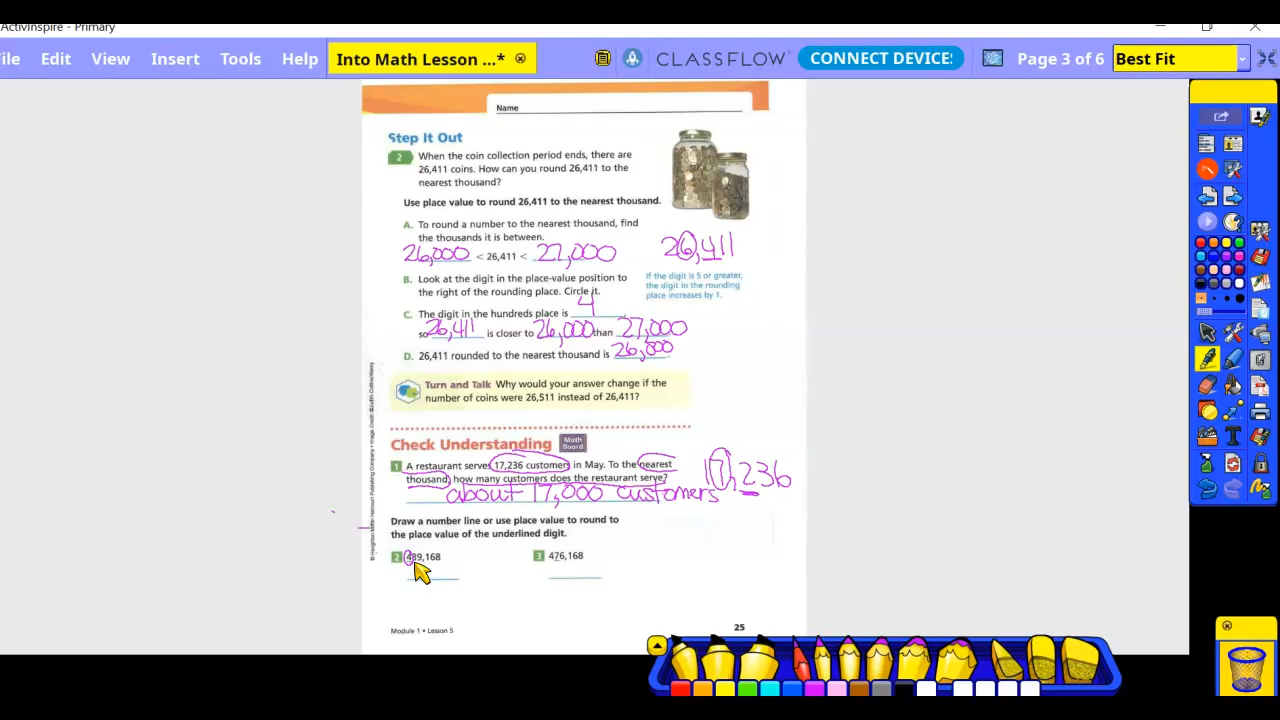 ActivInspire - Primary
File Edit View Insert Tools Help Into Math Lesson ...* CLASSFLOW CONNECT DEVICES Page 3 of 6 Best Fit
Name
Step It Out
2 When the coin collection period ends, there are
26,411 coins. How can you round 26,411 to the
nearest thousand?
Use place value to round 26,411 to the nearest thousand.
A. To round a number to the nearest thousand, find
the thousands it is between.
26,000 < 26,411 < 27,000
26,411
B. Look at the digit in the place-value position to
the right of the rounding place. Circle it.
If the digit is 5 or greater,
the digit in the rounding
place increases by 1.
C. The digit in the hundreds place is 4
so 26,411 is closer to 26,000 than 27,000
D. 26,411 rounded to the nearest thousand is 26,000.
Turn and Talk Why would your answer change if the
number of coins were 26,511 instead of 26,411?
Check Understanding Math Board
1 A restaurant serves 17,236 customers in May. To the nearest
thousand, how many customers does the restaurant serve?
17,236
about 17,000 customers
Draw a number line or use place value to round to
the place value of the underlined digit.
2 439,168 3 476,168
Module 1 • Lesson 5
25